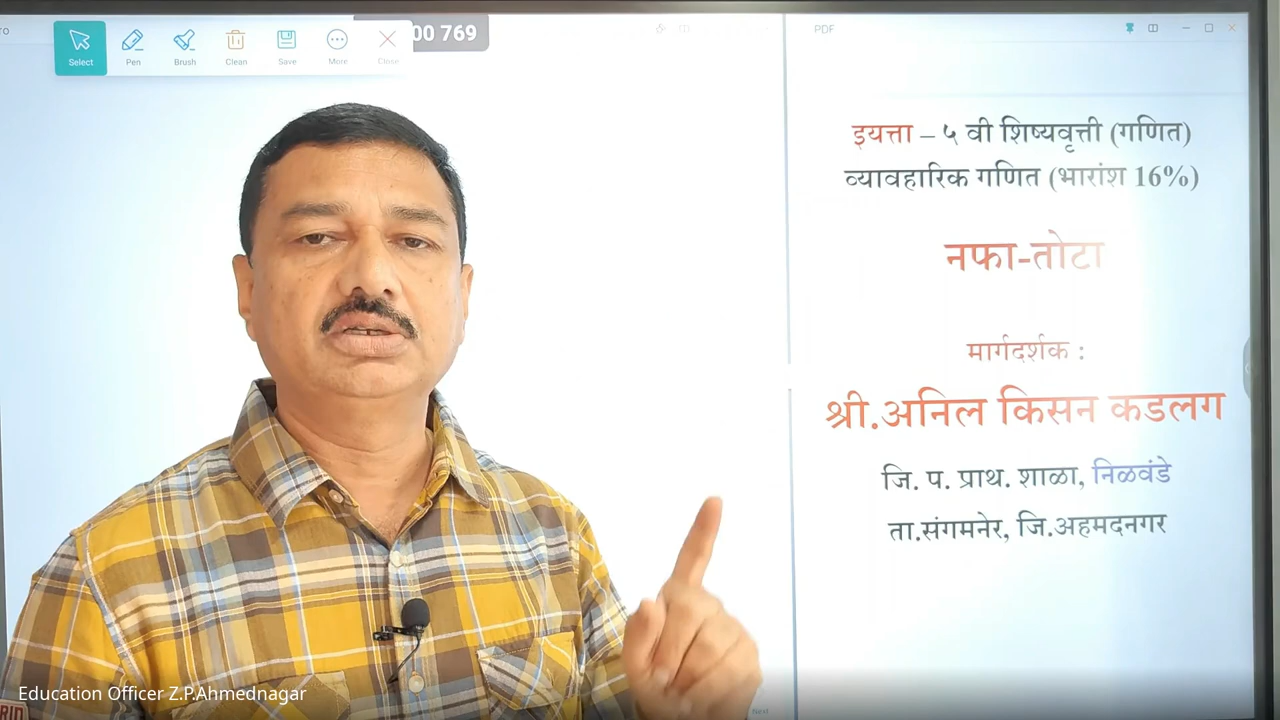 00 769
Select
Pen
Brush
Clean
Save
More
Close
PDF
इयत्ता – ५ वी शिष्यवृत्ती (गणित)
व्यावहारिक गणित (भारांश 16%)
नफा-तोटा
मार्गदर्शक :
श्री.अनिल किसन कडलग
जि. प. प्राथ. शाळा, निळवंडे
ता.संगमनेर, जि.अहमदनगर
Education Officer Z.P.Ahmednagar
Next